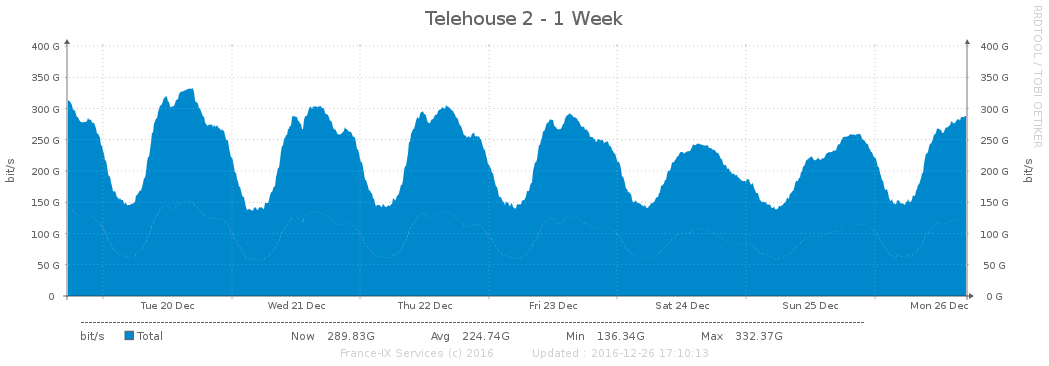 Telehouse 2 - 1 Week
RRDTOOL / TOBI OETIKER
bit/s
400 G
350 G
300 G
250 G
200 G
150 G
100 G
50 G
0
400 G
350 G
300 G
250 G
200 G
150 G
100 G
50 G
0 G
bit/s
Tue 20 Dec Wed 21 Dec Thu 22 Dec Fri 23 Dec Sat 24 Dec Sun 25 Dec Mon 26 Dec
bit/s Total Now 289.83G Avg 224.74G Min 136.34G Max 332.37G
France-IX Services (c) 2016 Updated : 2016-12-26 17:10:13